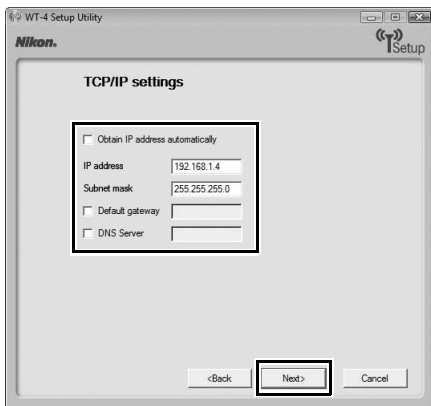 WT-4 Setup Utility
Nikon.
Setup
TCP/IP settings
Obtain IP address automatically
IP address 192.168.1.4
Subnet mask 255.255.255.0
Default gateway
DNS Server
<Back Next> Cancel